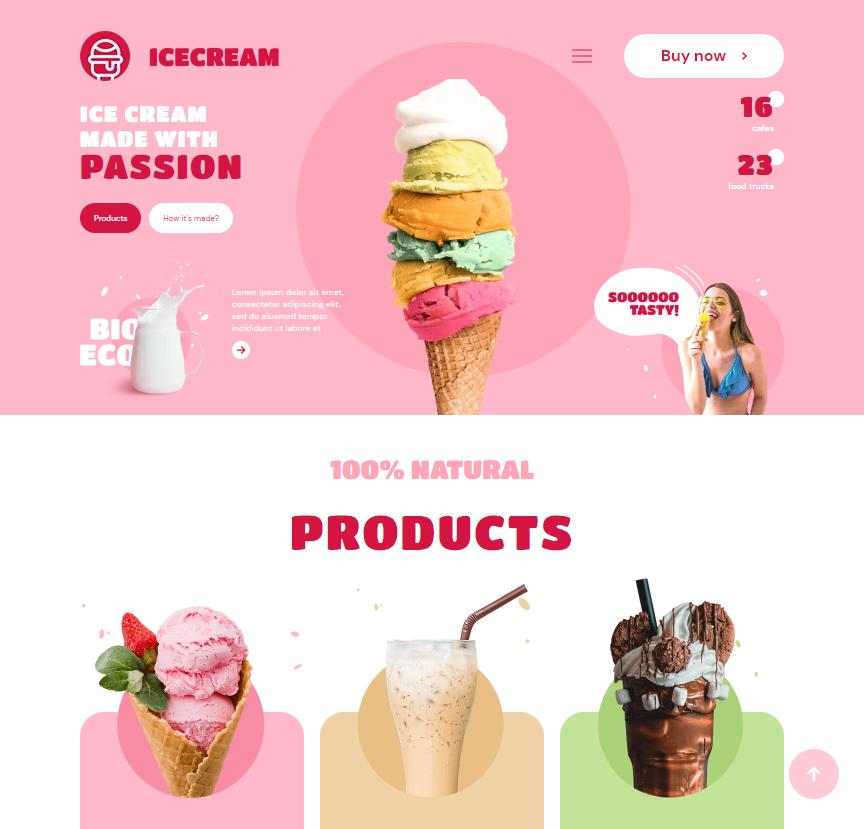 ICECREAM
Buy now
ICE CREAM
MADE WITH
PASSION
Products
How it's made?
16
cafes
23
food trucks
BIO
ECO
Lorem ipsum dolor sit amet,
consectetur adipiscing elit,
sed do eiusmod tempor
incididunt ut labore et
SOOOOOO
TASTY!
100% NATURAL
PRODUCTS